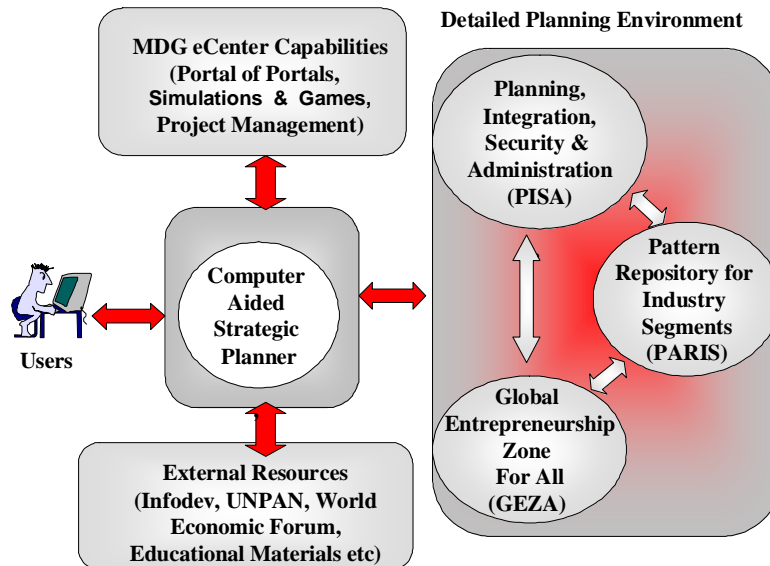 MDG eCenter Capabilities
(Portal of Portals,
Simulations & Games,
Project Management)
Users
Computer
Aided
Strategic
Planner
External Resources
(Infodev, UNPAN, World
Economic Forum,
Educational Materials etc)
Detailed Planning Environment
Planning,
Integration,
Security &
Administration
(PISA)
Pattern
Repository for
Industry
Segments
(PARIS)
Global
Entrepreneurship
Zone
For All
(GEZA)